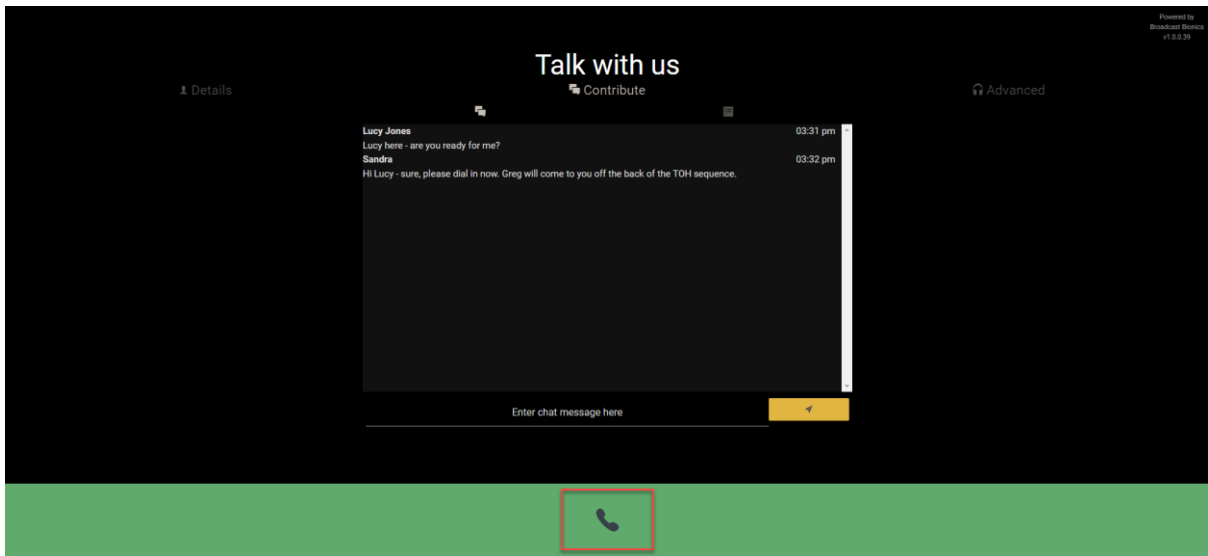 Powered by
Broadcast Bionics
v1.0.0.39
Talk with us
Details
Contribute
Advanced
Lucy Jones 03:31 pm
Lucy here - are you ready for me?
Sandra 03:32 pm
Hi Lucy - sure, please dial in now. Greg will come to you off the back of the TOH sequence.
Enter chat message here